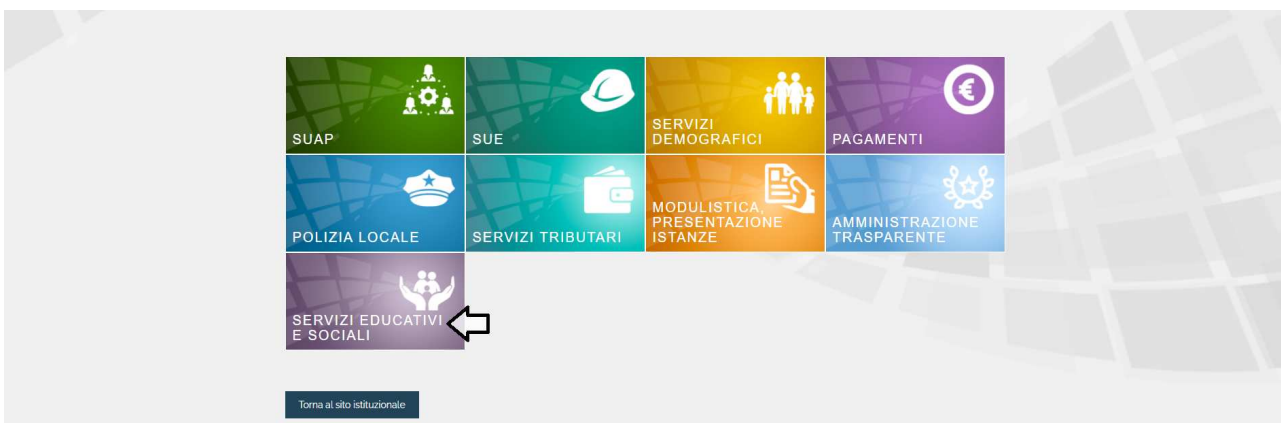 SUAP
SUE
SERVIZI
DEMOGRAFICI
PAGAMENTI
POLIZIA LOCALE
SERVIZI TRIBUTARI
MODULISTICA,
PRESENTAZIONE
ISTANZE
AMMINISTRAZIONE
TRASPARENTE
SERVIZI EDUCATIVI
E SOCIALI
Torna al sito istituzionale